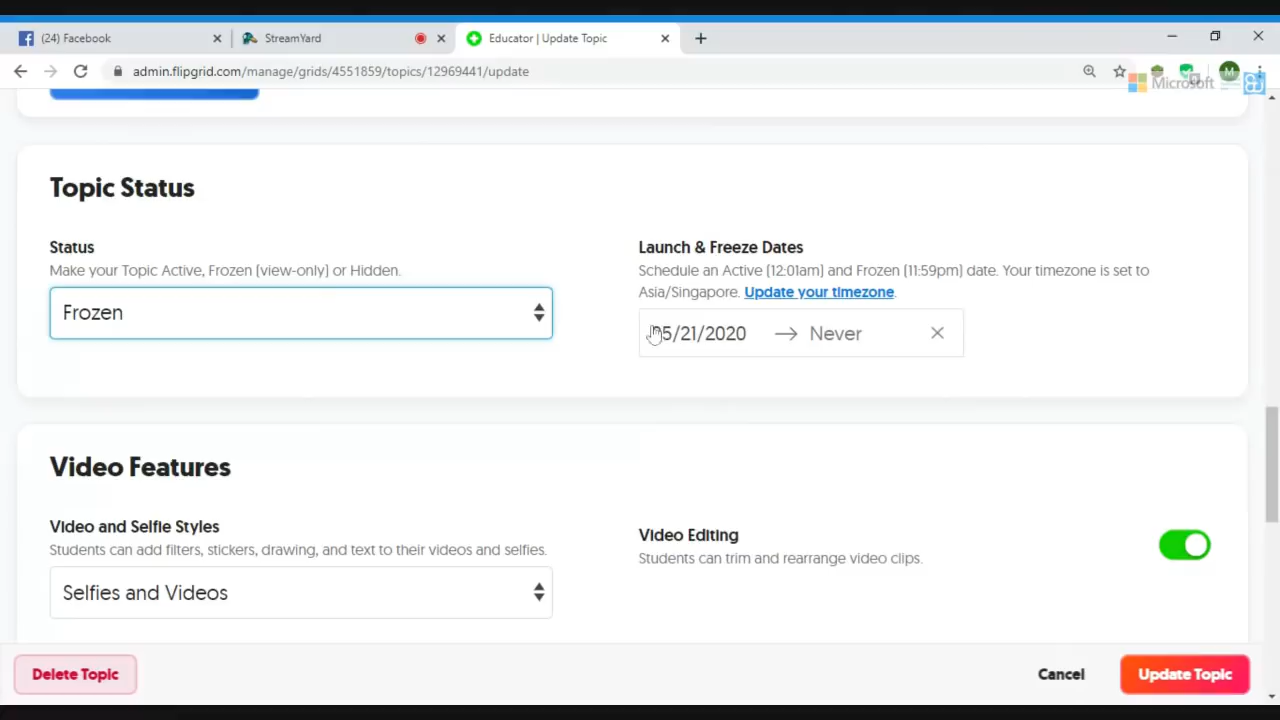 (24) Facebook
StreamYard
Educator | Update Topic
admin.flipgrid.com/manage/grids/4551859/topics/12969441/update
M
Microsoft
Topic Status
Status
Make your Topic Active, Frozen (view-only) or Hidden.
Frozen
Launch & Freeze Dates
Schedule an Active (12:01am) and Frozen (11:59pm) date. Your timezone is set to
Asia/Singapore. Update your timezone.
05/21/2020 → Never
Video Features
Video and Selfie Styles
Students can add filters, stickers, drawing, and text to their videos and selfies.
Selfies and Videos
Video Editing
Students can trim and rearrange video clips.
Delete Topic
Cancel
Update Topic